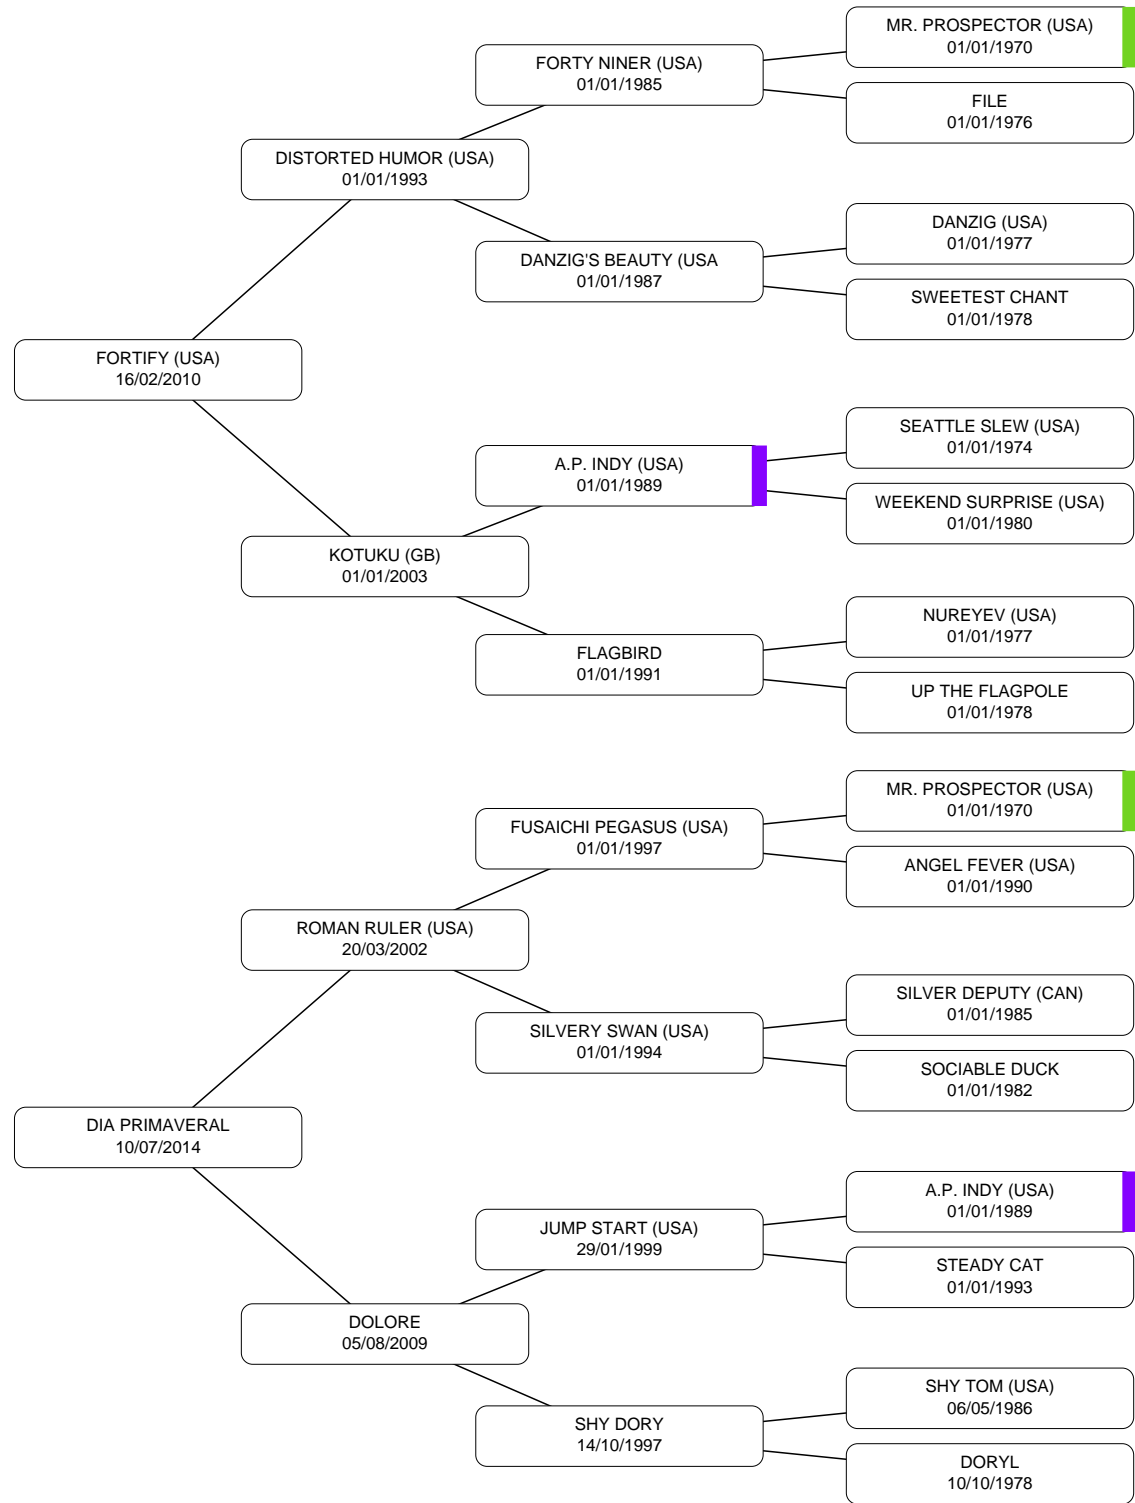 MR. PROSPECTOR (USA)
01/01/1970
FORTY NINER (USA)
01/01/1985
FILE
01/01/1976
DISTORTED HUMOR (USA)
01/01/1993
DANZIG (USA)
01/01/1977
DANZIG'S BEAUTY (USA
01/01/1987
SWEETEST CHANT
01/01/1978
FORTIFY (USA)
16/02/2010
SEATTLE SLEW (USA)
01/01/1974
A.P. INDY (USA)
01/01/1989
WEEKEND SURPRISE (USA)
01/01/1980
KOTUKU (GB)
01/01/2003
NUREYEV (USA)
01/01/1977
FLAGBIRD
01/01/1991
UP THE FLAGPOLE
01/01/1978
MR. PROSPECTOR (USA)
01/01/1970
FUSAICHI PEGASUS (USA)
01/01/1997
ANGEL FEVER (USA)
01/01/1990
ROMAN RULER (USA)
20/03/2002
SILVER DEPUTY (CAN)
01/01/1985
SILVERY SWAN (USA)
01/01/1994
SOCIABLE DUCK
01/01/1982
DIA PRIMAVERAL
10/07/2014
A.P. INDY (USA)
01/01/1989
JUMP START (USA)
29/01/1999
STEADY CAT
01/01/1993
DOLORE
05/08/2009
SHY TOM (USA)
06/05/1986
SHY DORY
14/10/1997
DORYL
10/10/1978